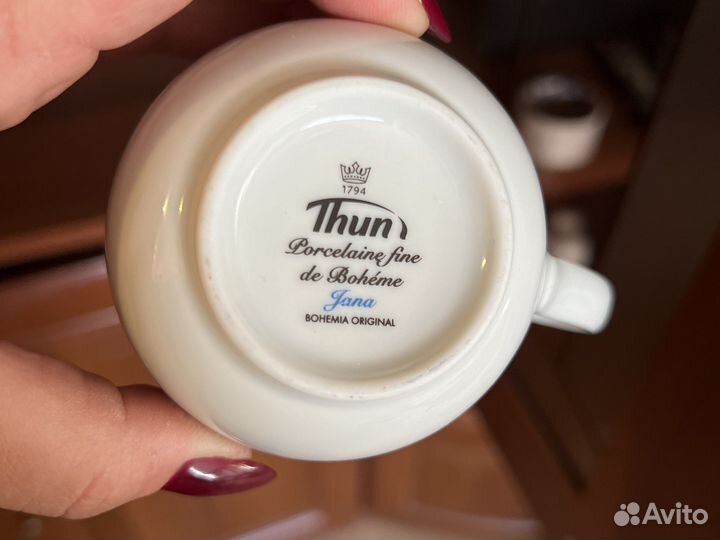 1794
Thun
Porcelaine fine
de Bohéme
Jana
BOHEMIA ORIGINAL
Avito